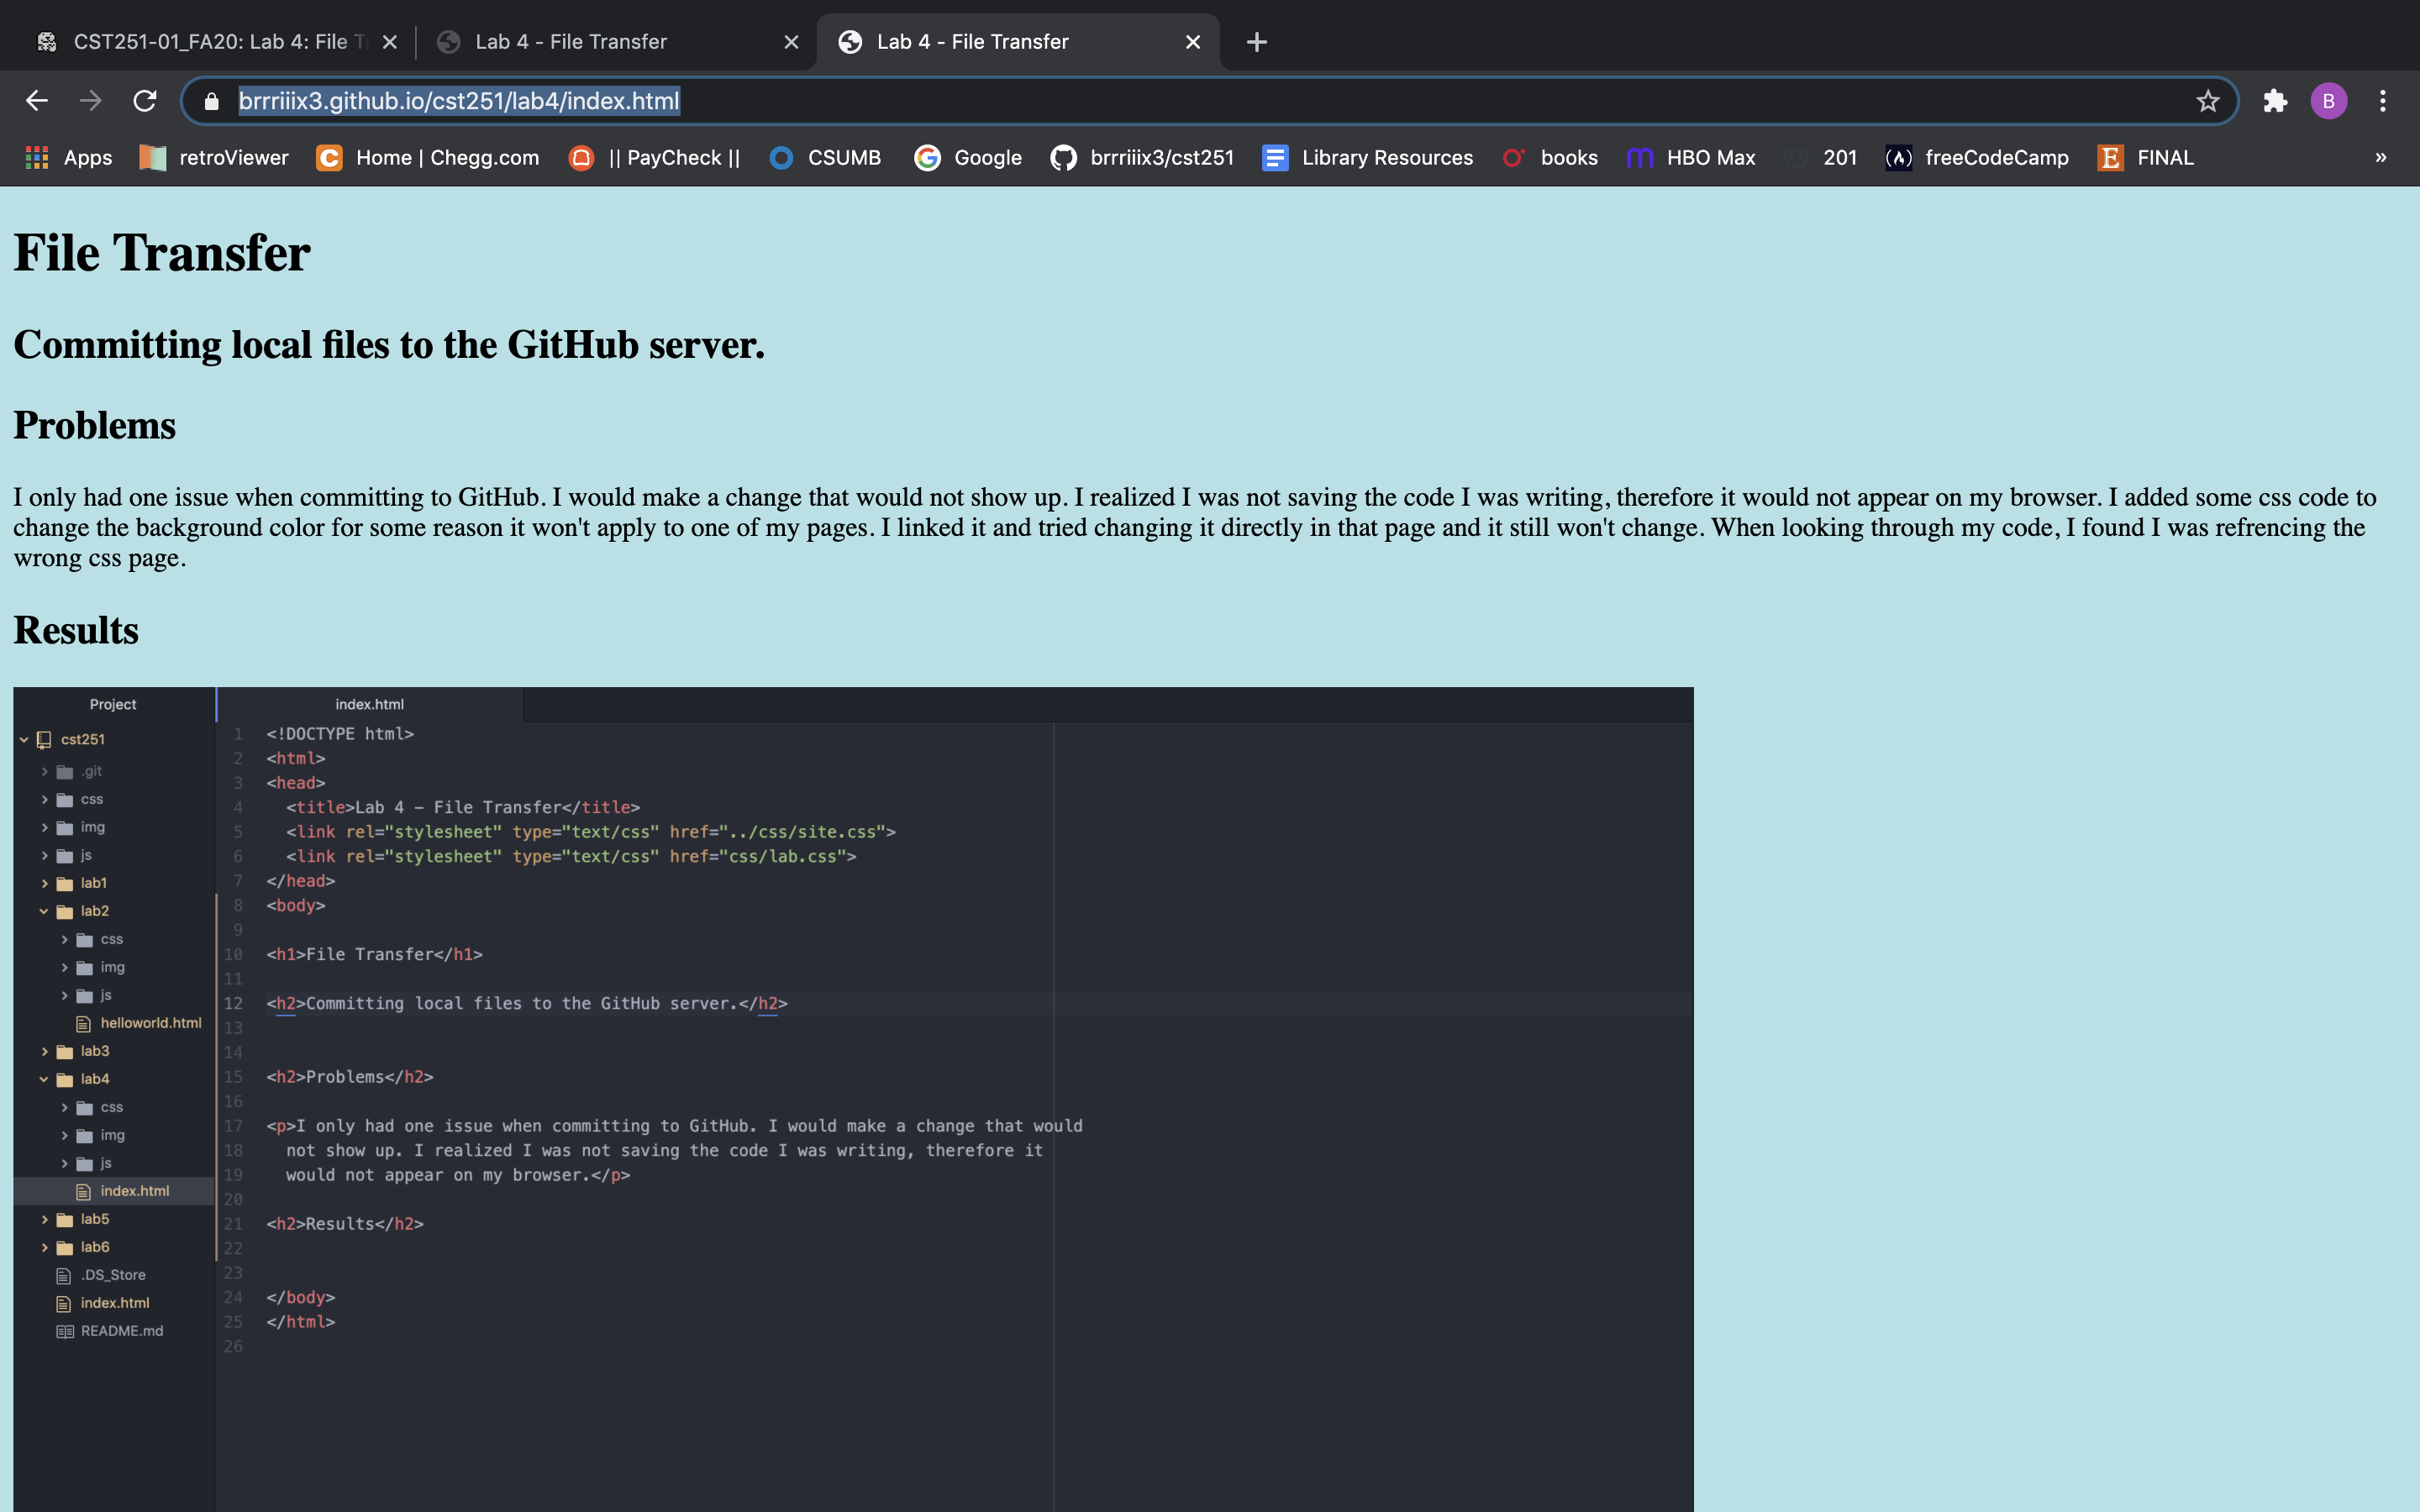 CST251-01_FA20: Lab 4: File T
Lab 4 - File Transfer
Lab 4 - File Transfer
brrriiix3.github.io/cst251/lab4/index.html
B
Apps retroViewer Home | Chegg.com || PayCheck || CSUMB Google brrriiix3/cst251 Library Resources books HBO Max 201 freeCodeCamp FINAL »
File Transfer
Committing local files to the GitHub server.
Problems
I only had one issue when committing to GitHub. I would make a change that would not show up. I realized I was not saving the code I was writing, therefore it would not appear on my browser. I added some css code to
change the background color for some reason it won't apply to one of my pages. I linked it and tried changing it directly in that page and it still won't change. When looking through my code, I found I was refrencing the
wrong css page.
Results
Project
cst251
.git
css
img
js
lab1
lab2
css
img
js
helloworld.html
lab3
lab4
css
img
js
index.html
lab5
lab6
.DS_Store
index.html
README.md
index.html
1 <!DOCTYPE html>
2 <html>
3 <head>
4 <title>Lab 4 - File Transfer</title>
5 <link rel="stylesheet" type="text/css" href="../css/site.css">
6 <link rel="stylesheet" type="text/css" href="css/lab.css">
7 </head>
8 <body>
9
10 <h1>File Transfer</h1>
11
12 <h2>Committing local files to the GitHub server.</h2>
13
14
15 <h2>Problems</h2>
16
17 <p>I only had one issue when committing to GitHub. I would make a change that would
18 not show up. I realized I was not saving the code I was writing, therefore it
19 would not appear on my browser.</p>
20
21 <h2>Results</h2>
22
23
24 </body>
25 </html>
26